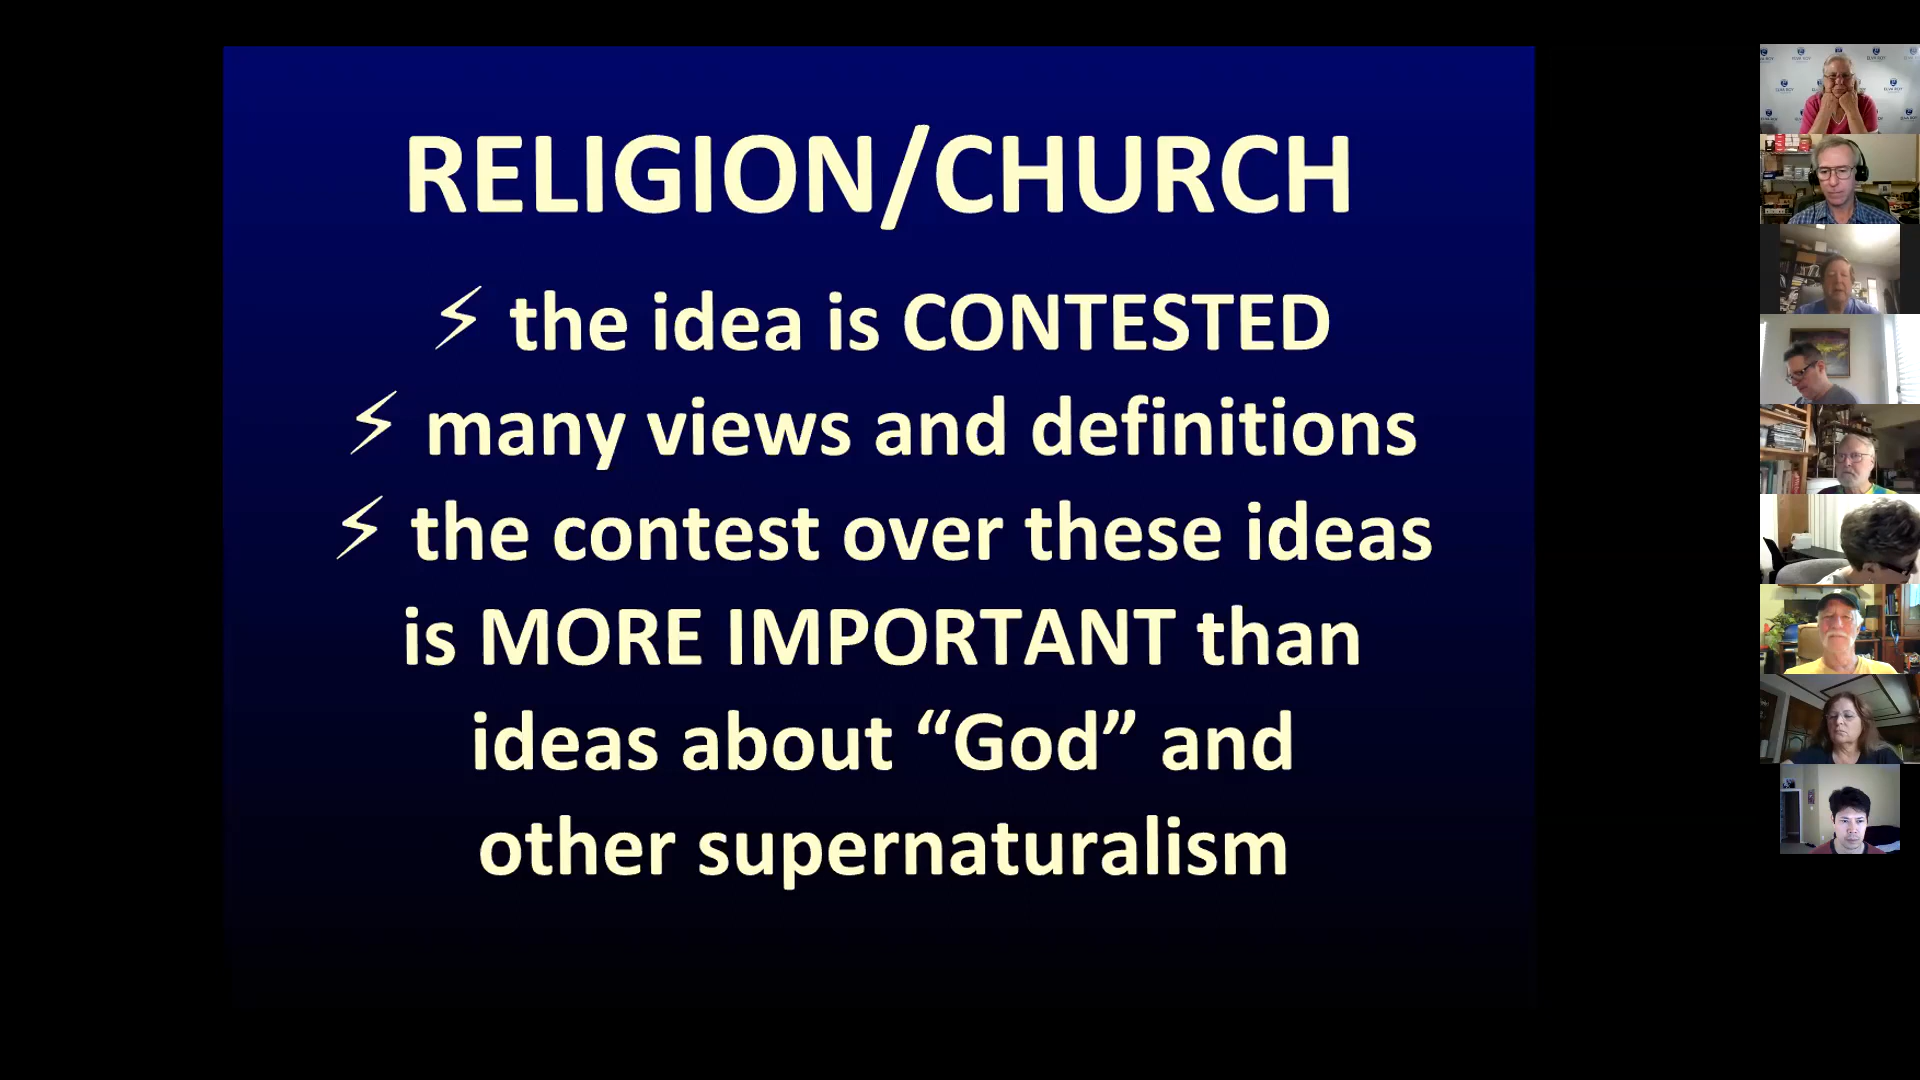 RELIGION/CHURCH
⚡ the idea is CONTESTED
⚡ many views and definitions
⚡ the contest over these ideas
is MORE IMPORTANT than
ideas about “God” and
other supernaturalism